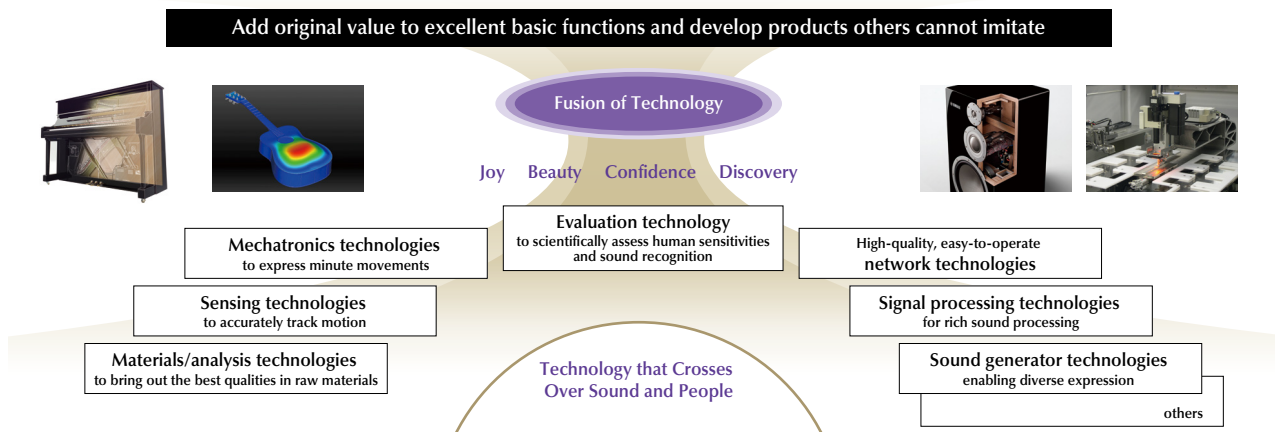 Add original value to excellent basic functions and develop products others cannot imitate
Fusion of Technology
Joy Beauty Confidence Discovery
Evaluation technology
to scientifically assess human sensitivities
and sound recognition
Mechatronics technologies
to express minute movements
High-quality, easy-to-operate
network technologies
Sensing technologies
to accurately track motion
Signal processing technologies
for rich sound processing
Materials/analysis technologies
to bring out the best qualities in raw materials
Technology that Crosses
Over Sound and People
Sound generator technologies
enabling diverse expression
others